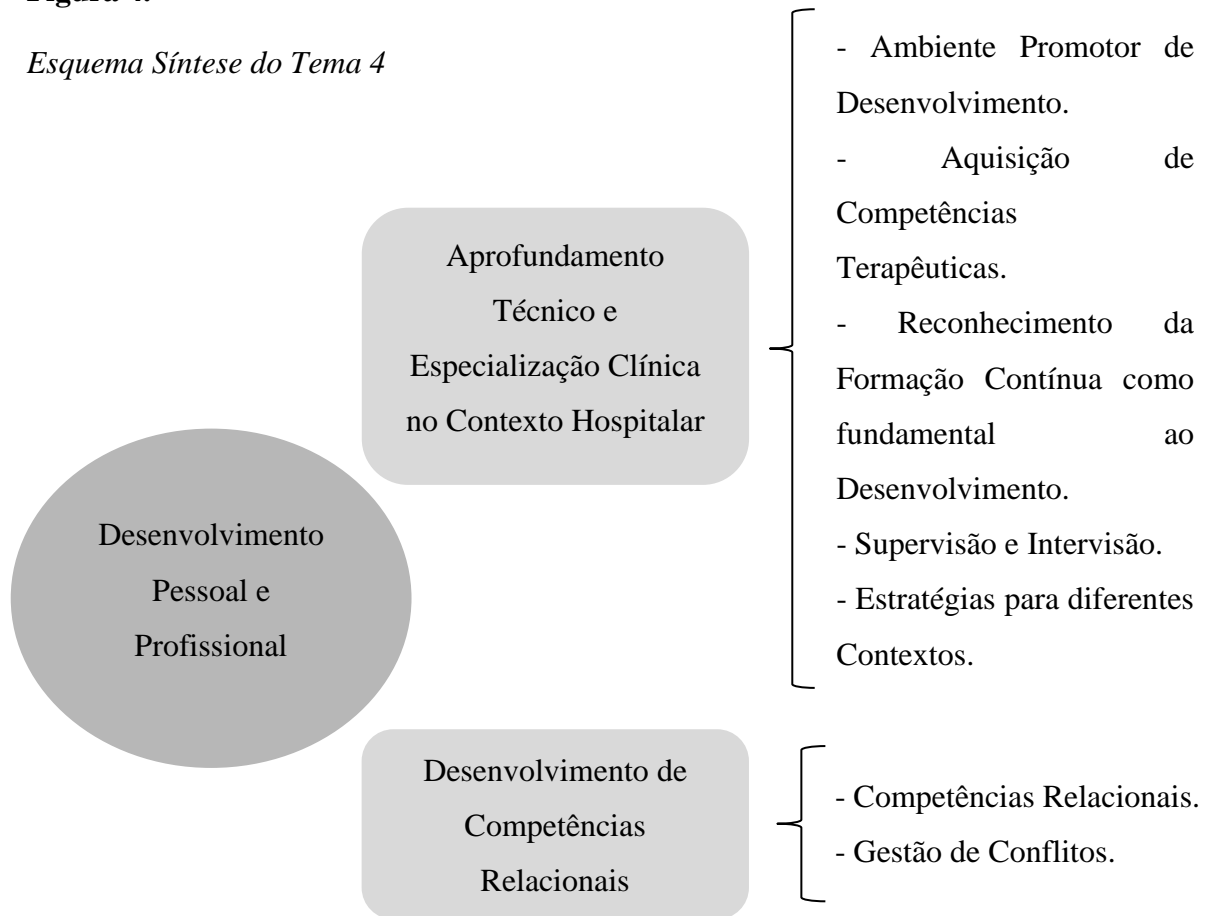 Figura 4.
Esquema Síntese do Tema 4
Desenvolvimento
Pessoal e
Profissional
Aprofundamento
Técnico e
Especialização Clínica
no Contexto Hospitalar
- Ambiente Promotor de
Desenvolvimento.
- Aquisição de
Competências
Terapêuticas.
- Reconhecimento da
Formação Contínua como
fundamental ao
Desenvolvimento.
- Supervisão e Intervisão.
- Estratégias para diferentes
Contextos.
Desenvolvimento de
Competências
Relacionais
- Competências Relacionais.
- Gestão de Conflitos.